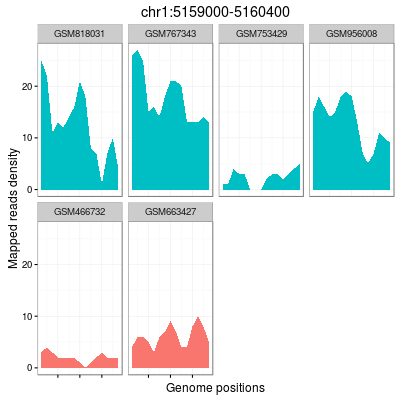 chr1:5159000-5160400
GSM818031 GSM767343 GSM753429 GSM956008
20
10
0
GSM466732 GSM663427
20
10
0
Mapped reads density
Genome positions